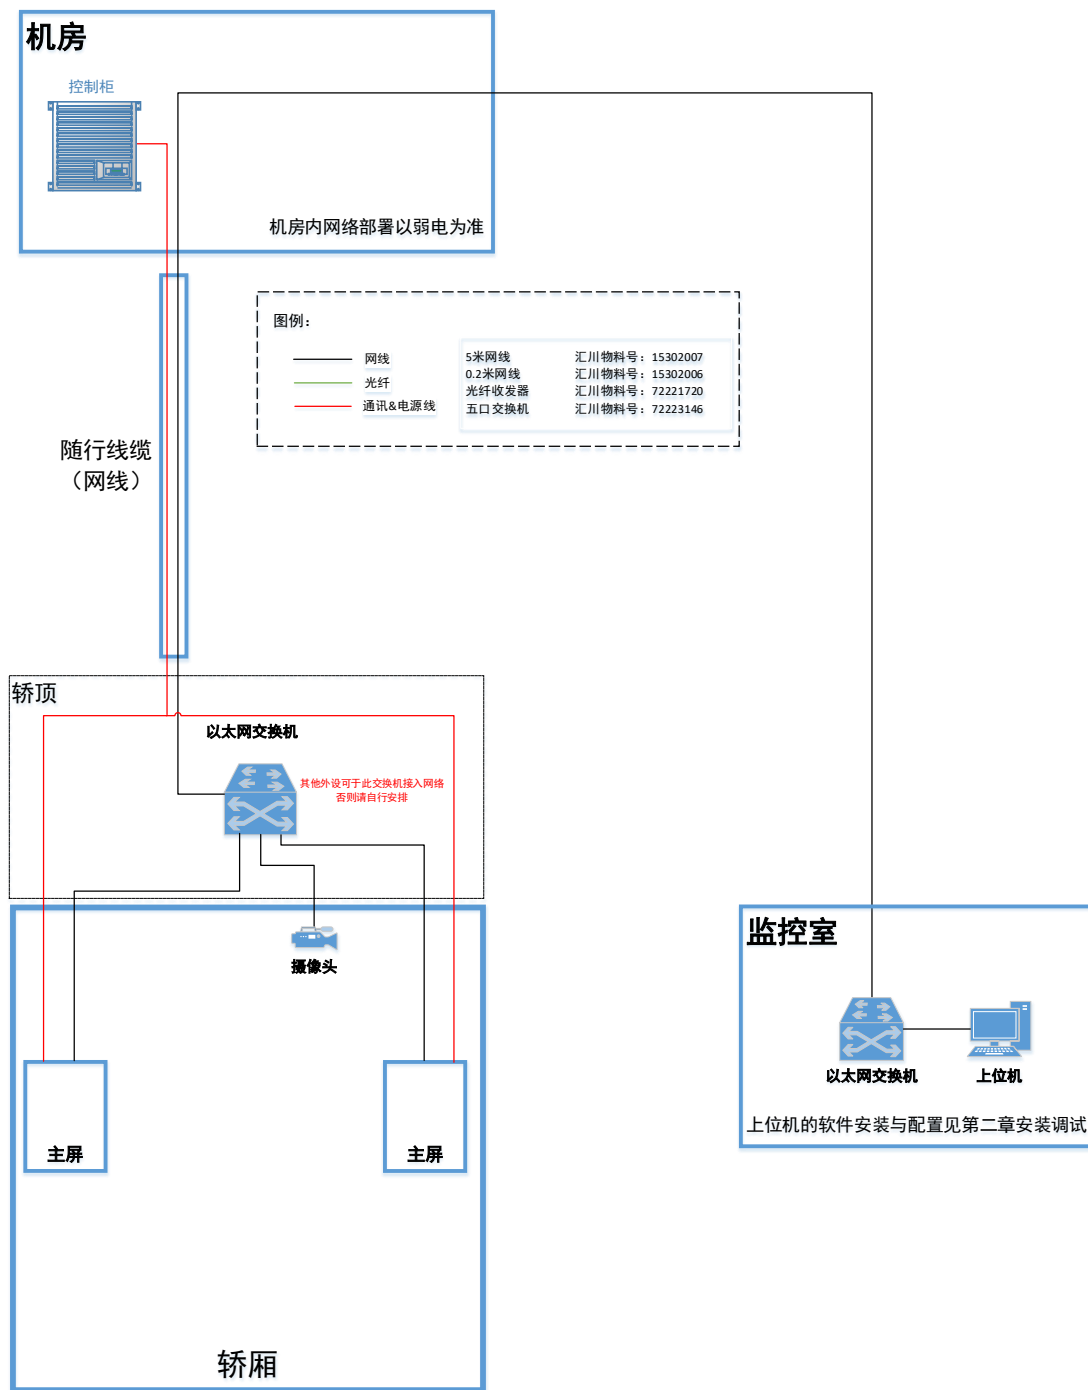 机房
控制柜
机房内网络部署以弱电为准
图例：
网线
光纤
通讯&电源线
5米网线 汇川物料号：15302007
0.2米网线 汇川物料号：15302006
光纤收发器 汇川物料号：72221720
五口交换机 汇川物料号：72223146
随行线缆
（网线）
轿顶
以太网交换机
其他外设可于此交换机接入网络
否则请自行安排
摄像头
主屏
主屏
轿厢
监控室
以太网交换机
上位机
上位机的软件安装与配置见第二章安装调试